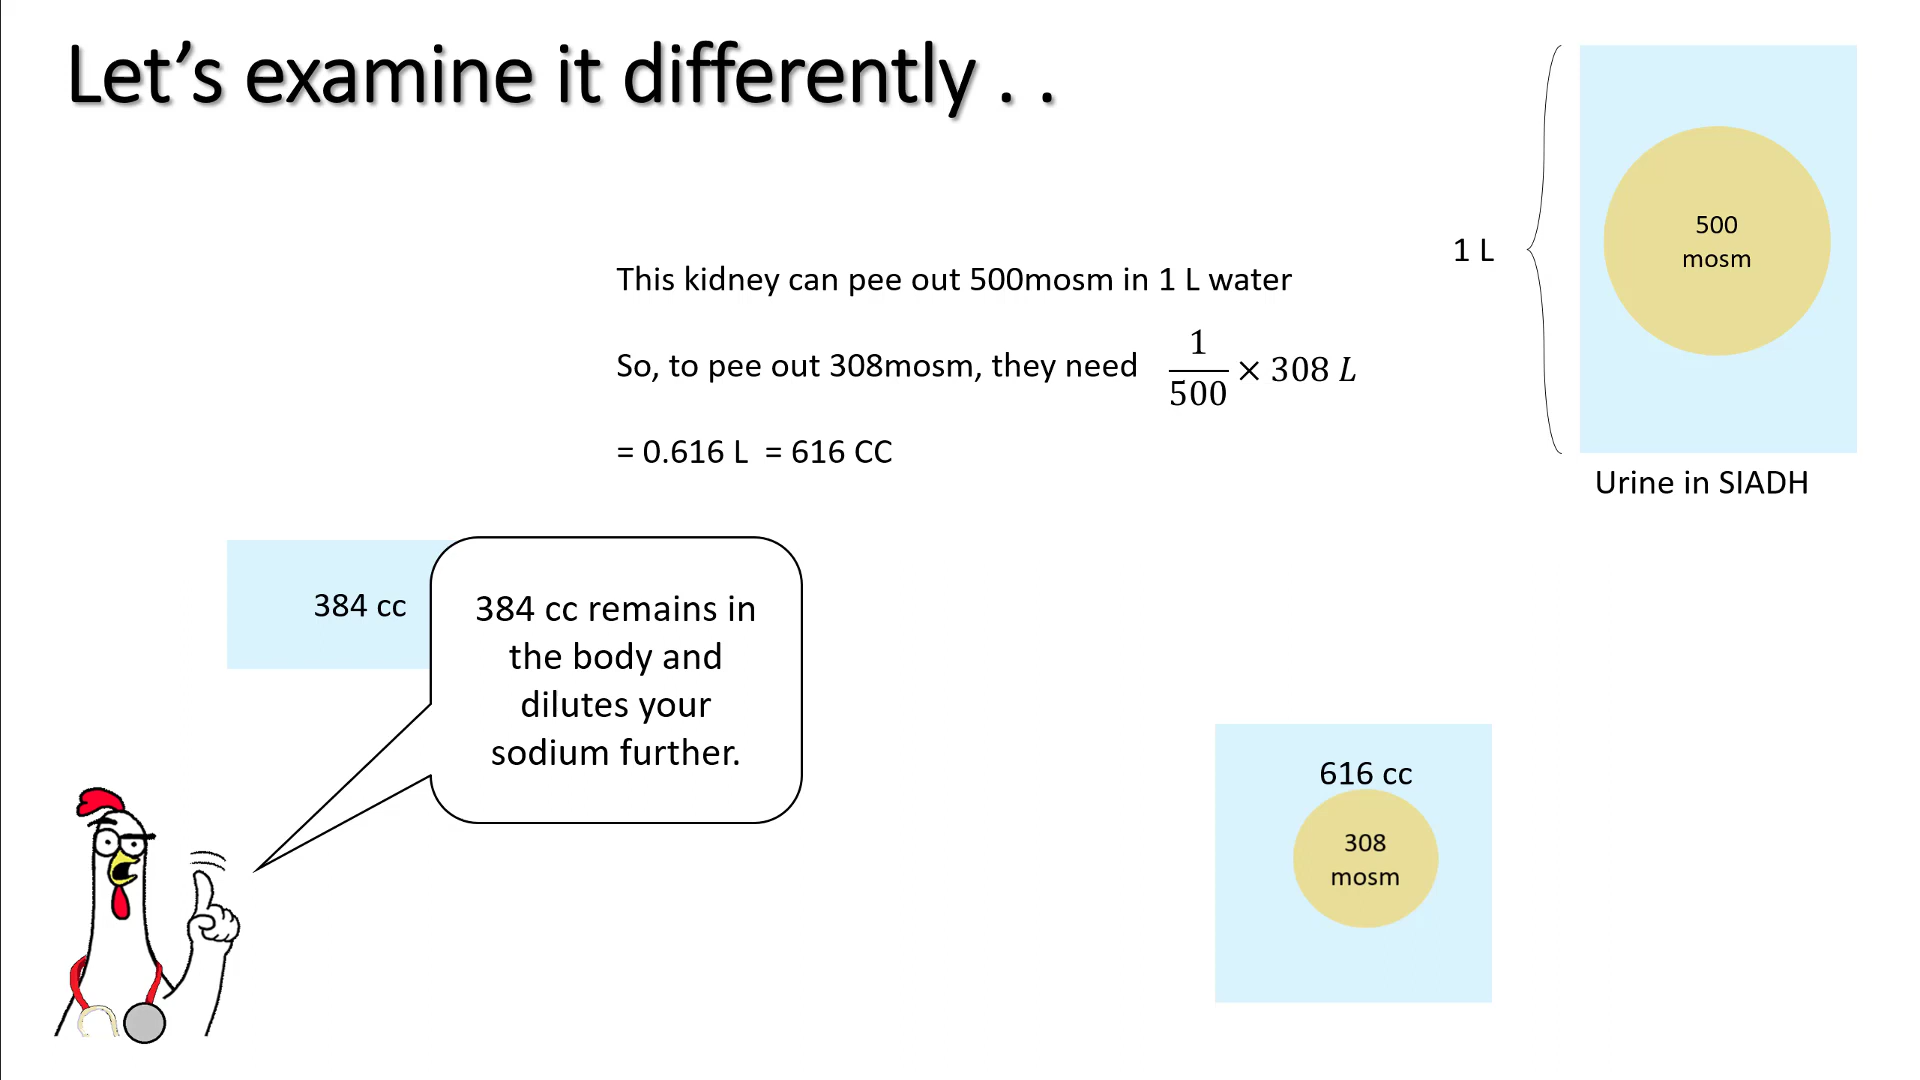 Let's examine it differently . .
1 L
500
mosm
This kidney can pee out 500mosm in 1 L water
So, to pee out 308mosm, they need 1/500 × 308 L
= 0.616 L = 616 CC
Urine in SIADH
384 cc
384 cc remains in
the body and
dilutes your
sodium further.
616 cc
308
mosm